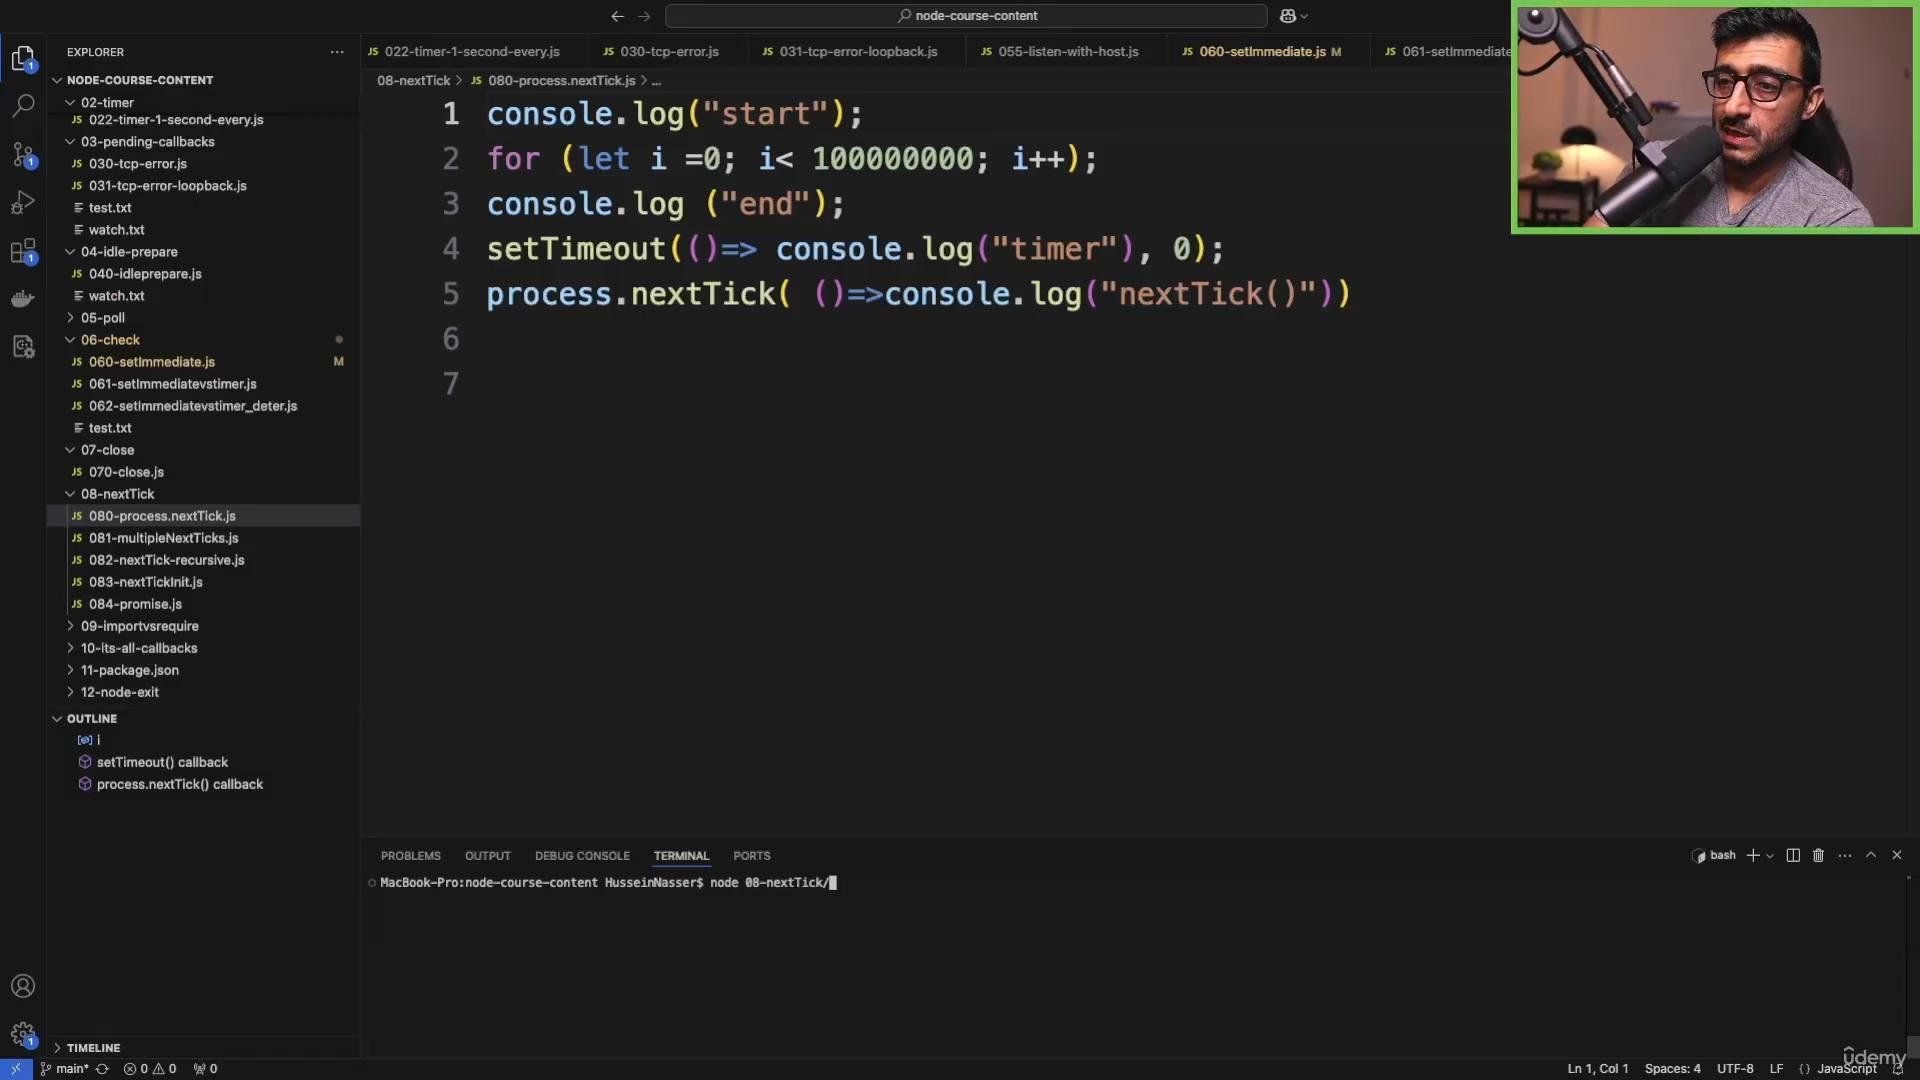 node-course-content
EXPLORER
022-timer-1-second-every.js
030-tcp-error.js
031-tcp-error-loopback.js
055-listen-with-host.js
060-setImmediate.js M
061-setImmediate
08-nextTick > 080-process.nextTick.js > ...
NODE-COURSE-CONTENT
02-timer
022-timer-1-second-every.js
03-pending-callbacks
030-tcp-error.js
031-tcp-error-loopback.js
test.txt
watch.txt
04-idle-prepare
040-idleprepare.js
watch.txt
05-poll
06-check
060-setImmediate.js M
061-setImmediatevstimer.js
062-setImmediatevstimer_deter.js
test.txt
07-close
070-close.js
08-nextTick
080-process.nextTick.js
081-multipleNextTicks.js
082-nextTick-recursive.js
083-nextTickInit.js
084-promise.js
09-importvsrequire
10-its-all-callbacks
11-package.json
12-node-exit
OUTLINE
i
setTimeout() callback
process.nextTick() callback
TIMELINE
1 console.log("start");
2 for (let i =0; i< 100000000; i++);
3 console.log ("end");
4 setTimeout(()=> console.log("timer"), 0);
5 process.nextTick( ()=>console.log("nextTick()"))
6
7
PROBLEMS OUTPUT DEBUG CONSOLE TERMINAL PORTS
bash
MacBook-Pro:node-course-content HusseinNasser$ node 08-nextTick/
main* 0 0 0
Ln 1, Col 1 Spaces: 4 UTF-8 LF {} JavaScript
udemy